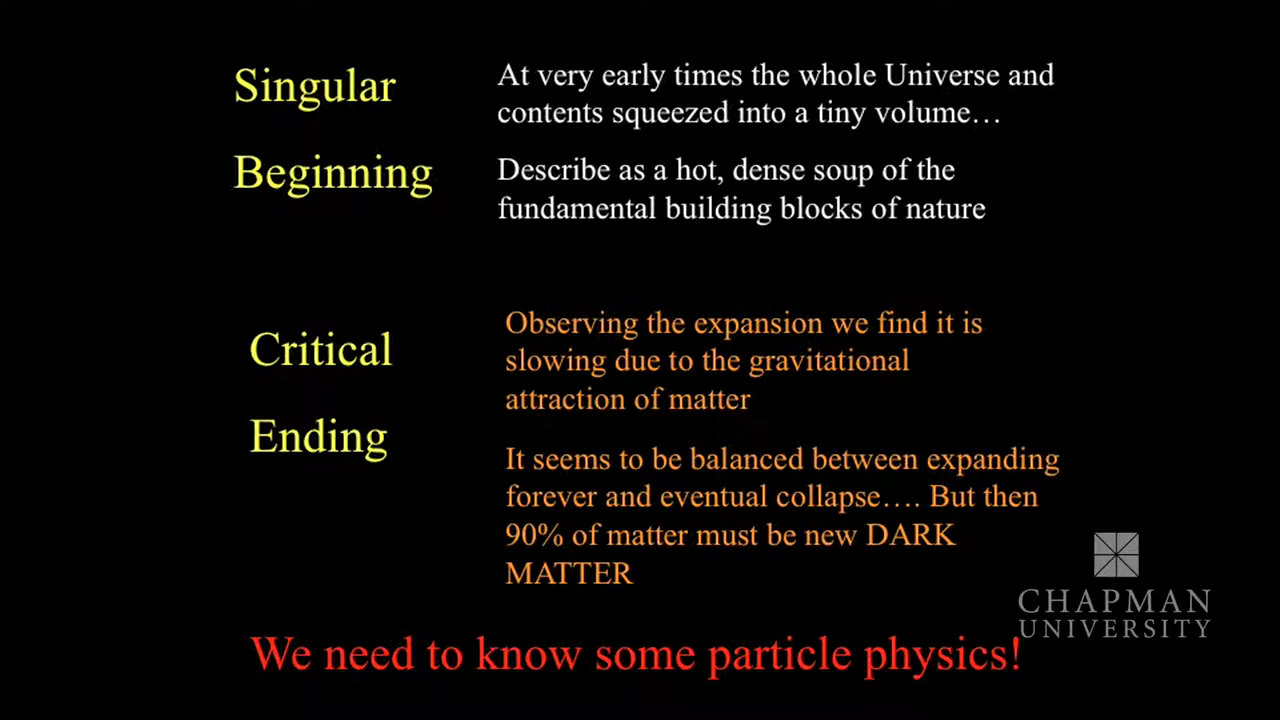 Singular
At very early times the whole Universe and
contents squeezed into a tiny volume…
Beginning
Describe as a hot, dense soup of the
fundamental building blocks of nature
Critical
Observing the expansion we find it is
slowing due to the gravitational
attraction of matter
Ending
It seems to be balanced between expanding
forever and eventual collapse…. But then
90% of matter must be new DARK
MATTER
CHAPMAN
UNIVERSITY
We need to know some particle physics!